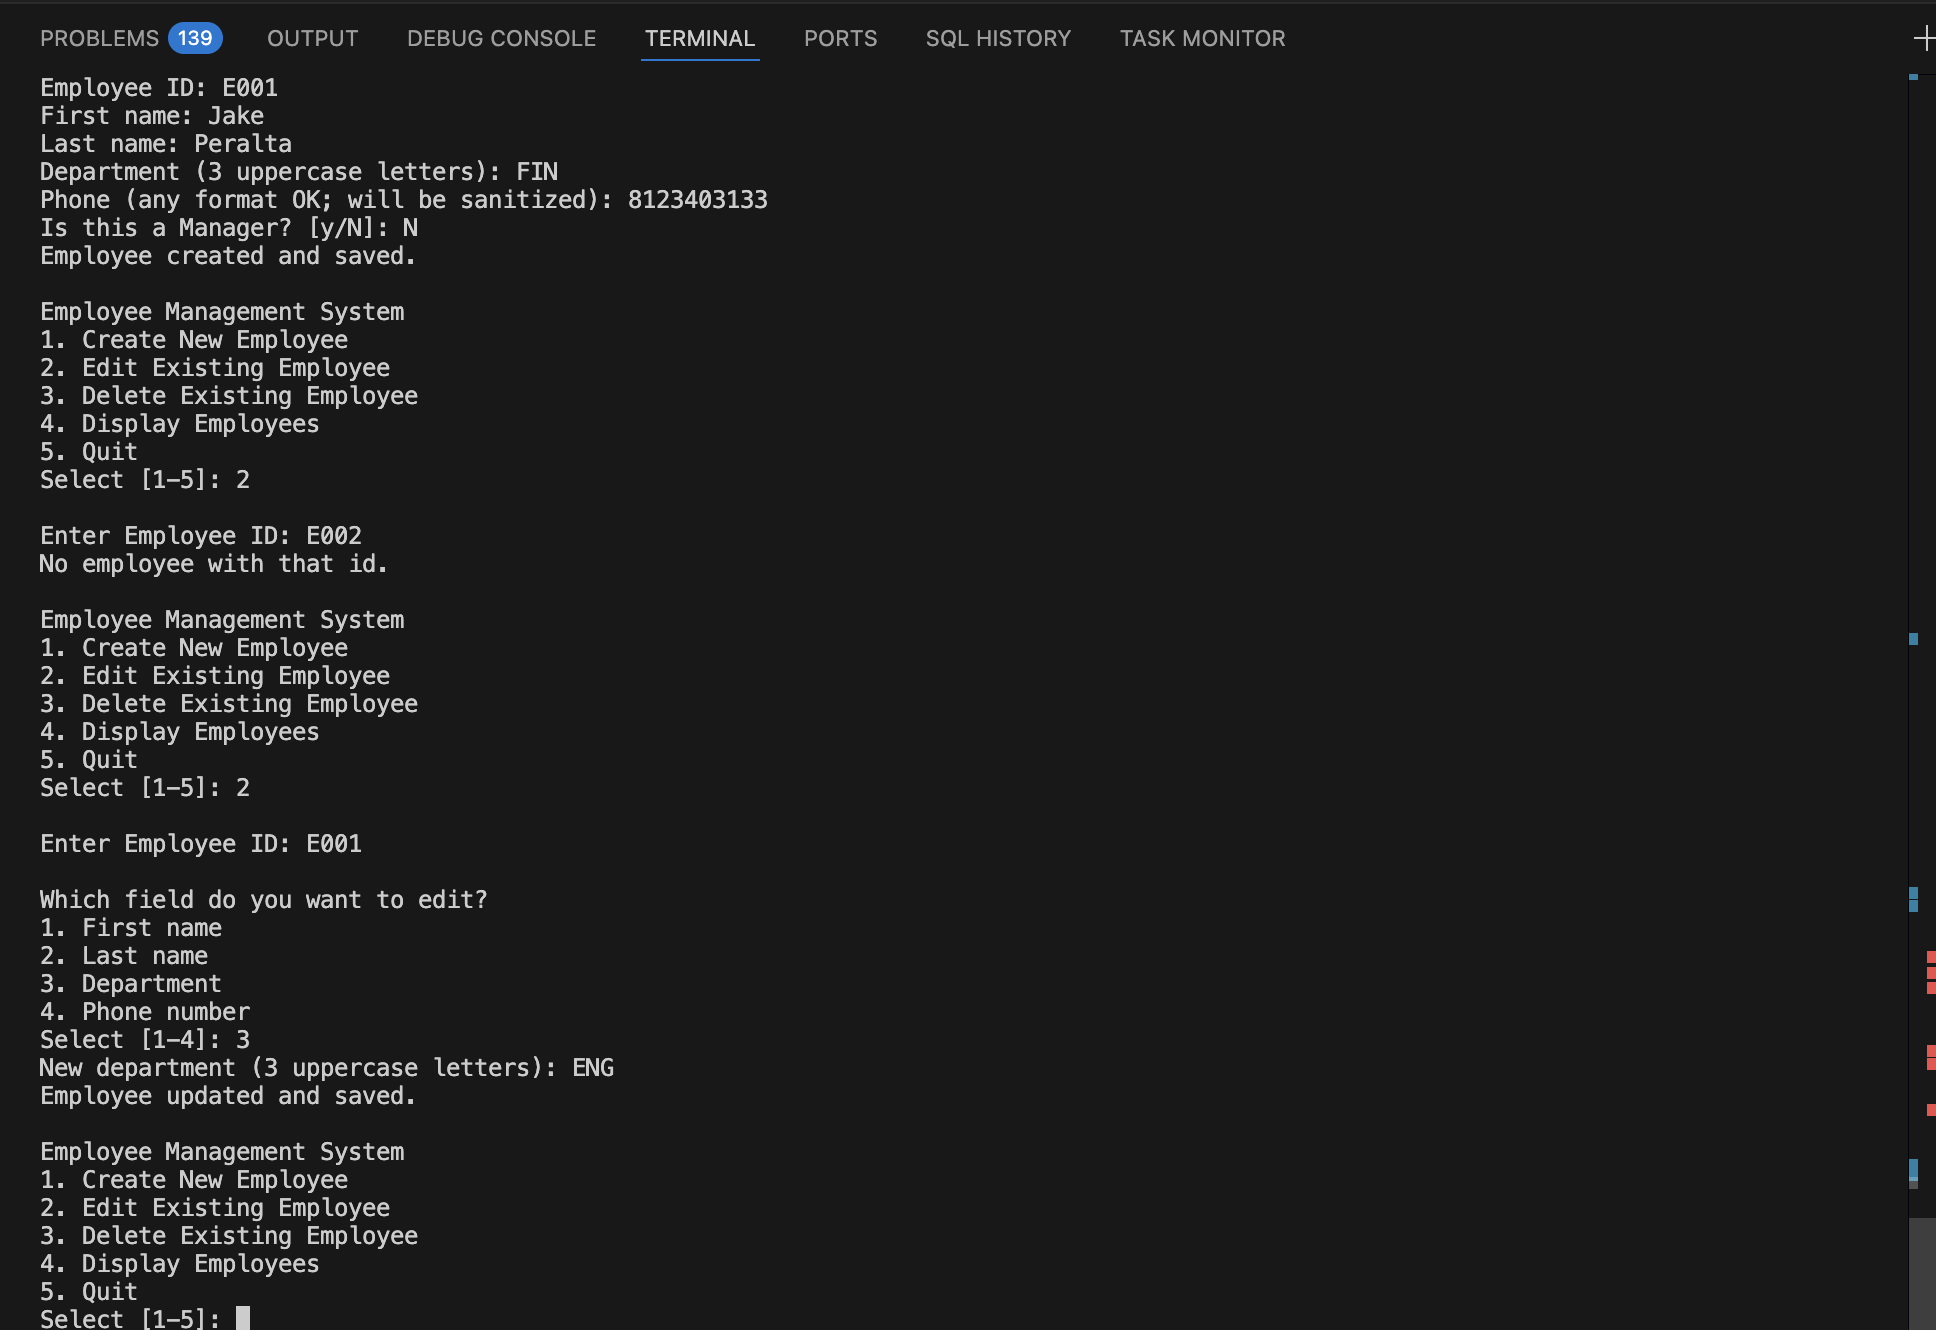 PROBLEMS 139 OUTPUT DEBUG CONSOLE TERMINAL PORTS SQL HISTORY TASK MONITOR
Employee ID: E001
First name: Jake
Last name: Peralta
Department (3 uppercase letters): FIN
Phone (any format OK; will be sanitized): 8123403133
Is this a Manager? [y/N]: N
Employee created and saved.

Employee Management System
1. Create New Employee
2. Edit Existing Employee
3. Delete Existing Employee
4. Display Employees
5. Quit
Select [1–5]: 2

Enter Employee ID: E002
No employee with that id.

Employee Management System
1. Create New Employee
2. Edit Existing Employee
3. Delete Existing Employee
4. Display Employees
5. Quit
Select [1–5]: 2

Enter Employee ID: E001

Which field do you want to edit?
1. First name
2. Last name
3. Department
4. Phone number
Select [1–4]: 3
New department (3 uppercase letters): ENG
Employee updated and saved.

Employee Management System
1. Create New Employee
2. Edit Existing Employee
3. Delete Existing Employee
4. Display Employees
5. Quit
Select [1–5]: